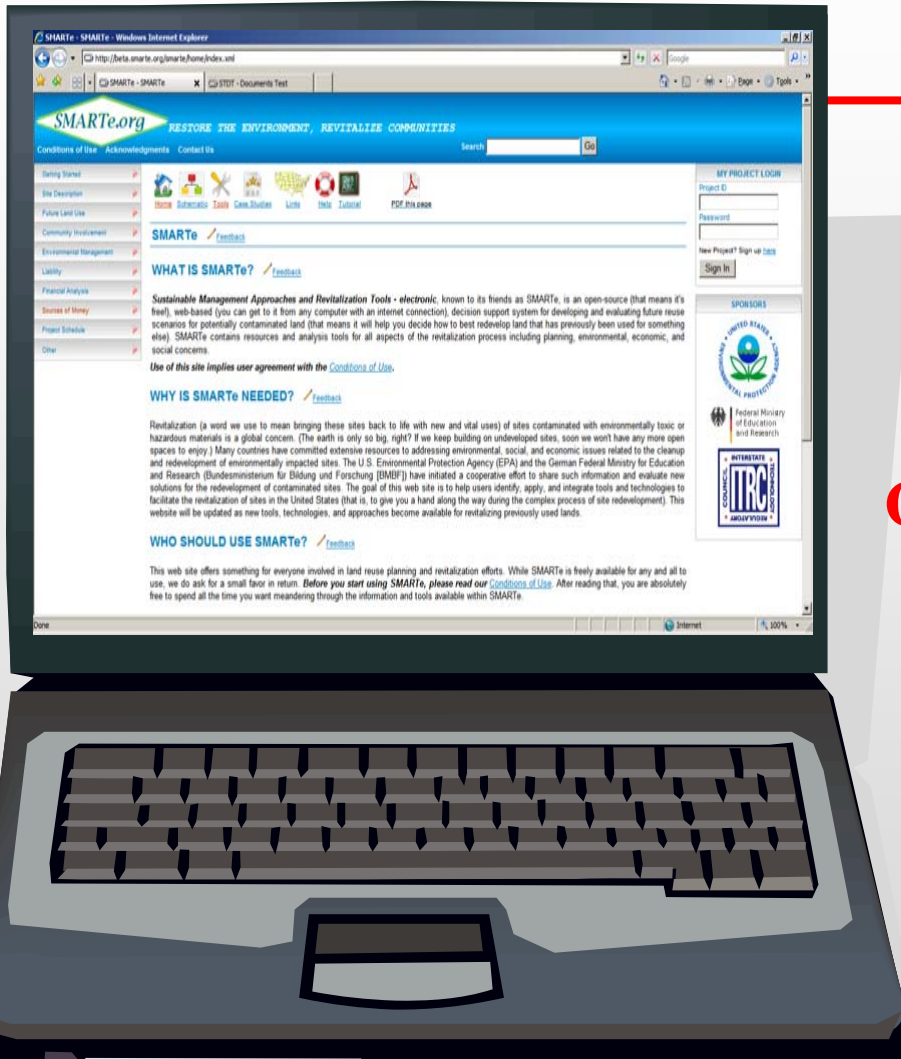 SMARTe - SMARTe - Windows Internet Explorer
http://beta.smarte.org/smarte/home/index.xml
Google
SMARTe - SMARTe
STDT - Documents Test
Page
Tools
SMARTe.org
RESTORE THE ENVIRONMENT, REVITALIZE COMMUNITIES
Conditions of Use Acknowledgments Contact Us
Search
Go
Getting Started
Site Description
Future Land Use
Community Involvement
Environmental Management
Liability
Financial Analysis
Sources of Money
Project Schedule
Other
Home Schematic Tools Case Studies Links Help Tutorial PDF this page
SMARTe Feedback
WHAT IS SMARTe? Feedback
Sustainable Management Approaches and Revitalization Tools - electronic, known to its friends as SMARTe, is an open-source (that means it's
free!), web-based (you can get to it from any computer with an internet connection), decision support system for developing and evaluating future reuse
scenarios for potentially contaminated land (that means it will help you decide how to best redevelop land that has previously been used for something
else). SMARTe contains resources and analysis tools for all aspects of the revitalization process including planning, environmental, economic, and
social concerns.
Use of this site implies user agreement with the Conditions of Use.
WHY IS SMARTe NEEDED? Feedback
Revitalization (a word we use to mean bringing these sites back to life with new and vital uses) of sites contaminated with environmentally toxic or
hazardous materials is a global concern. (The earth is only so big, right? If we keep building on undeveloped sites, soon we won't have any more open
spaces to enjoy.) Many countries have committed extensive resources to addressing environmental, social, and economic issues related to the cleanup
and redevelopment of environmentally impacted sites. The U.S. Environmental Protection Agency (EPA) and the German Federal Ministry for Education
and Research (Bundesministerium für Bildung und Forschung [BMBF]) have initiated a cooperative effort to share such information and evaluate new
solutions for the redevelopment of contaminated sites. The goal of this web site is to help users identify, apply, and integrate tools and technologies to
facilitate the revitalization of sites in the United States (that is, to give you a hand along the way during the complex process of site redevelopment). This
website will be updated as new tools, technologies, and approaches become available for revitalizing previously used lands.
WHO SHOULD USE SMARTe? Feedback
This web site offers something for everyone involved in land reuse planning and revitalization efforts. While SMARTe is freely available for any and all to
use, we do ask for a small favor in return. Before you start using SMARTe, please read our Conditions of Use. After reading that, you are absolutely
free to spend all the time you want meandering through the information and tools available within SMARTe.
MY PROJECT LOGIN
Project ID
Password
New Project? Sign up here
Sign In
SPONSORS
UNITED STATES
ENVIRONMENTAL PROTECTION AGENCY
Federal Ministry
of Education
and Research
INTERSTATE
TECHNOLOGY
REGULATORY
COUNCIL
ITRC
Done
Internet
100%